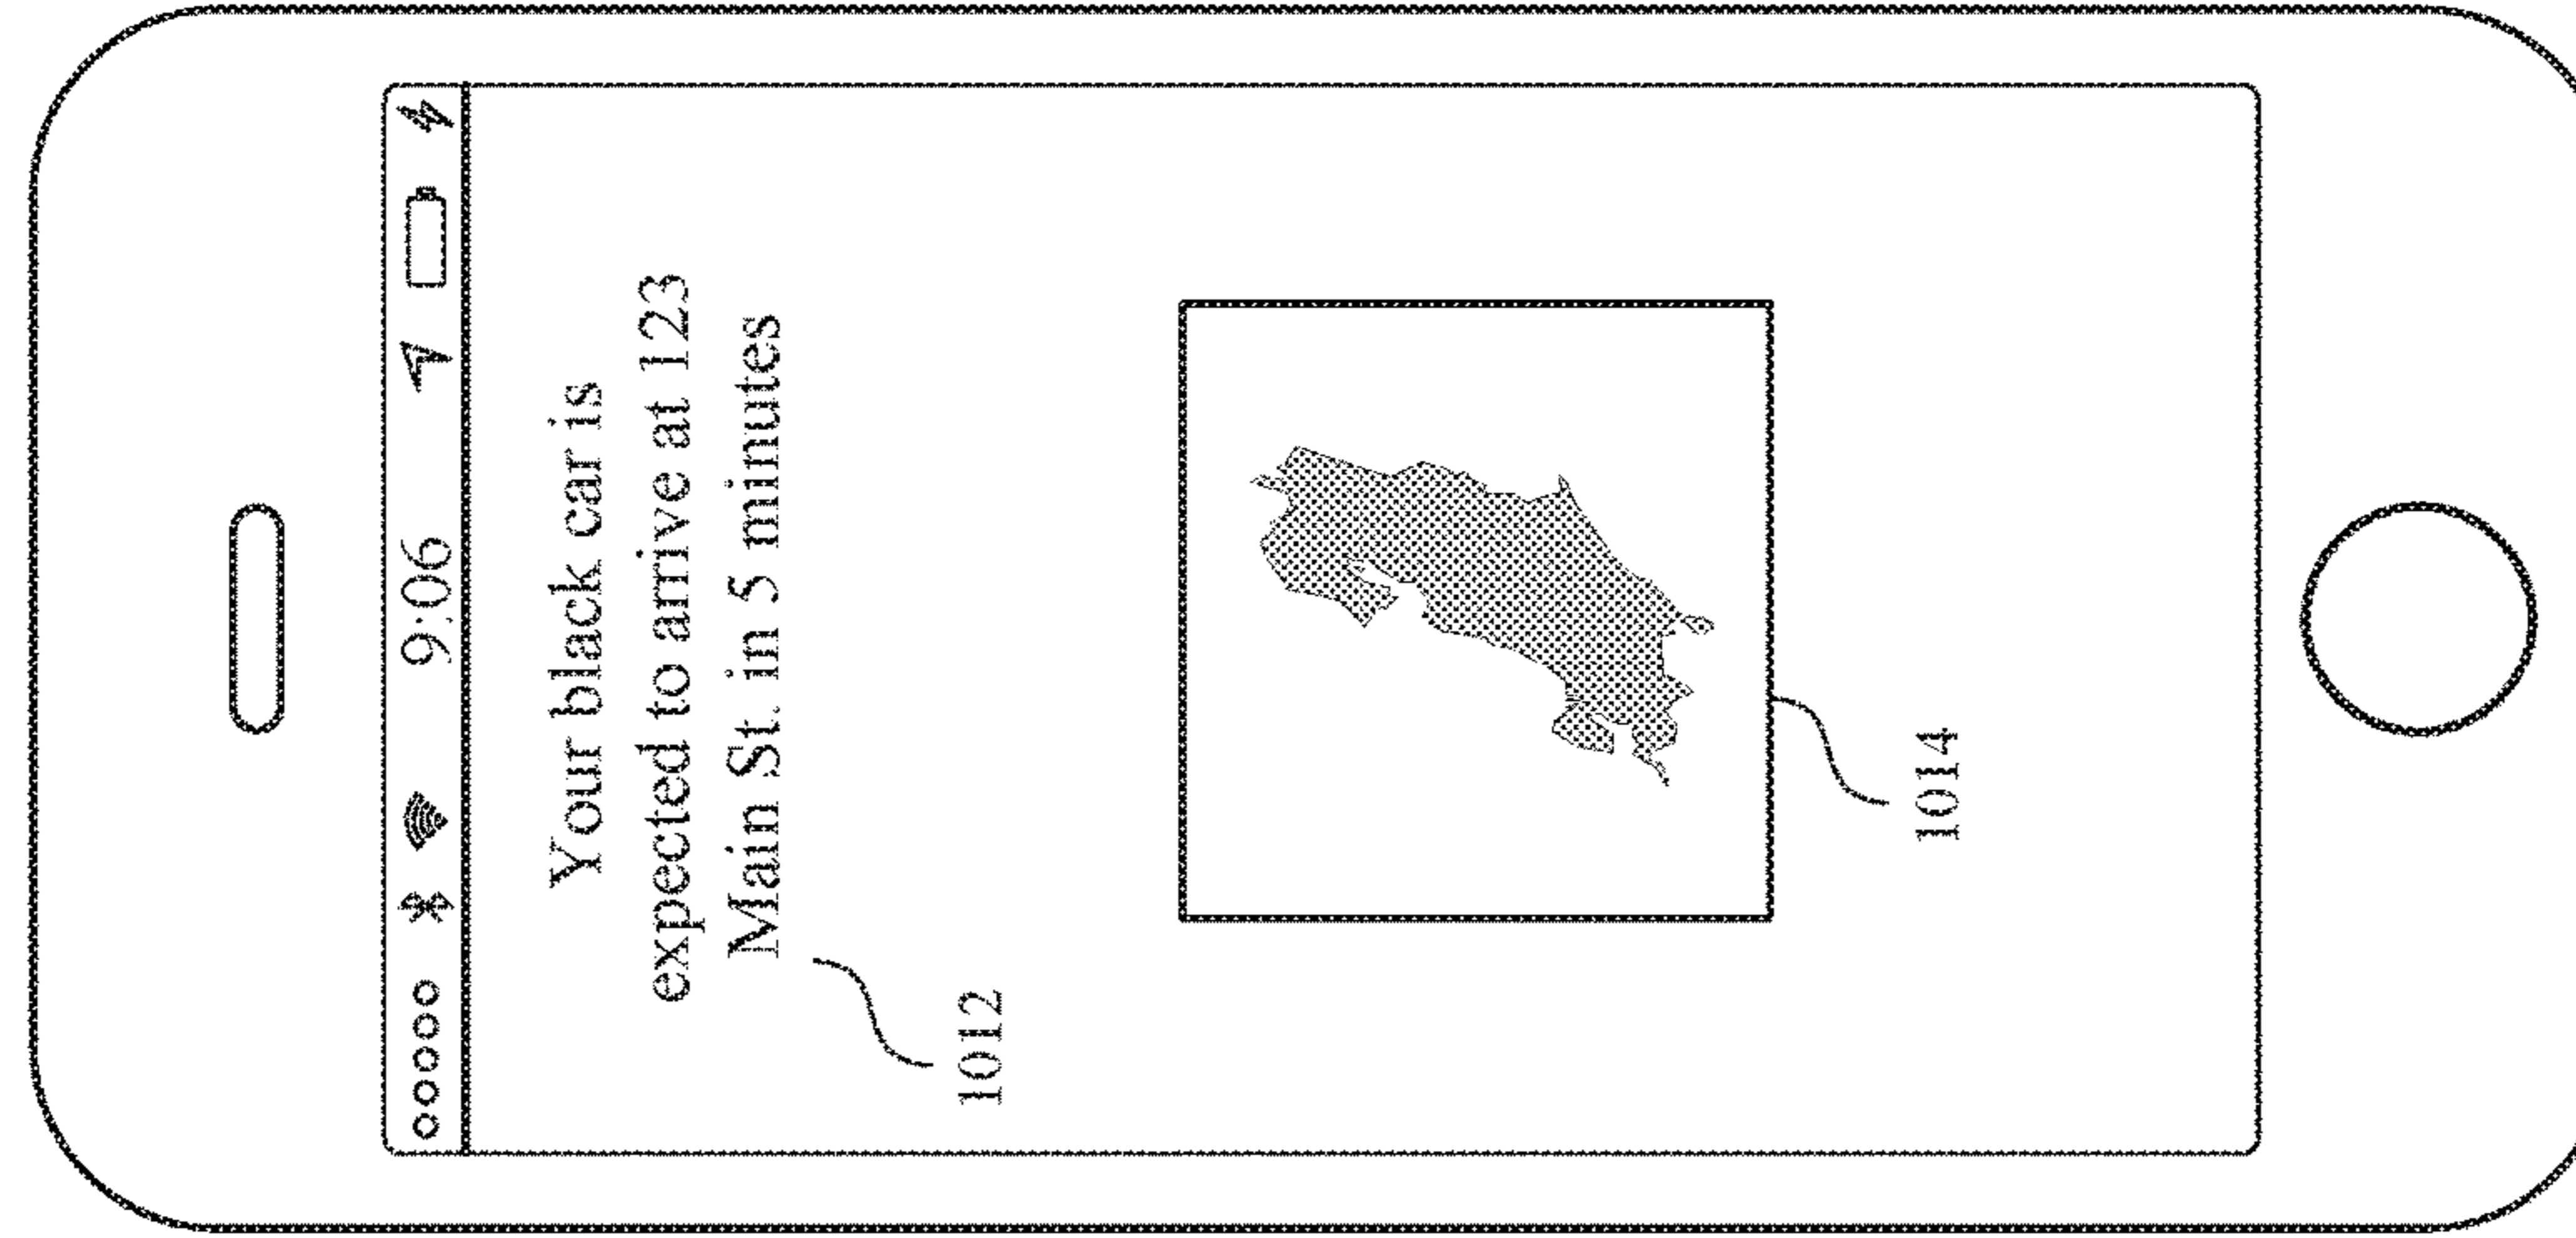 9:06
Your black car is
expected to arrive at 123
Main St. in 5 minutes
1012
1014